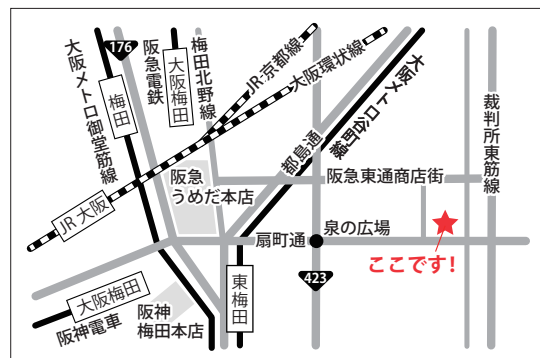 176
大阪メトロ御堂筋線
梅田
阪急電鉄
大阪梅田
梅田北野線
JR-京都線
大阪環状線
大阪メトロ谷町線
都島通
裁判所東筋線
阪急東通商店街
阪急
うめだ本店
JR 大阪
扇町通
泉の広場
ここです!
423
東梅田
大阪梅田
阪神電車
阪神
梅田本店